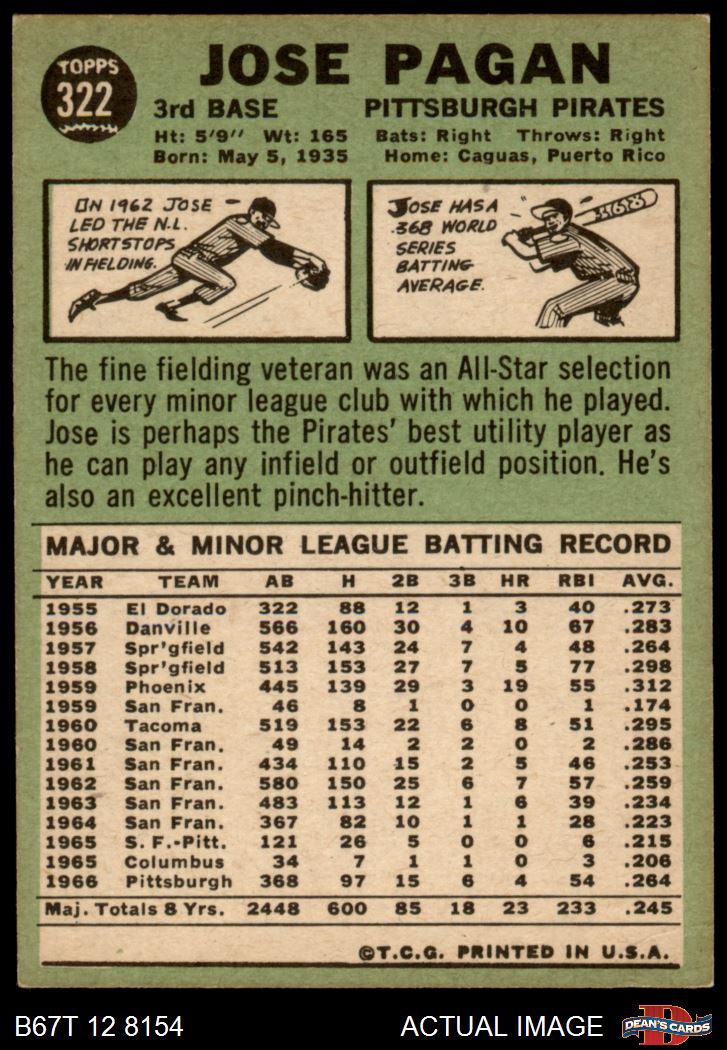 TOPPS
322
JOSE PAGAN
3rd BASE PITTSBURGH PIRATES
Ht: 5'9" Wt: 165 Bats: Right Throws: Right
Born: May 5, 1935 Home: Caguas, Puerto Rico
IN 1962 JOSE
LED THE N.L.
SHORTSTOPS
IN FIELDING.
JOSE HAS A
.368 WORLD
SERIES
BATTING
AVERAGE.
.368
The fine fielding veteran was an All-Star selection
for every minor league club with which he played.
Jose is perhaps the Pirates' best utility player as
he can play any infield or outfield position. He's
also an excellent pinch-hitter.
MAJOR & MINOR LEAGUE BATTING RECORD
YEAR TEAM AB H 2B 3B HR RBI AVG.
1955 El Dorado 322 88 12 1 3 40 .273
1956 Danville 566 160 30 4 10 67 .283
1957 Spr'gfield 542 143 24 7 4 48 .264
1958 Spr'gfield 513 153 27 7 5 77 .298
1959 Phoenix 445 139 29 3 19 55 .312
1959 San Fran. 46 8 1 0 0 1 .174
1960 Tacoma 519 153 22 6 8 51 .295
1960 San Fran. 49 14 2 2 0 2 .286
1961 San Fran. 434 110 15 2 5 46 .253
1962 San Fran. 580 150 25 6 7 57 .259
1963 San Fran. 483 113 12 1 6 39 .234
1964 San Fran. 367 82 10 1 1 28 .223
1965 S. F.-Pitt. 121 26 5 0 0 6 .215
1965 Columbus 34 7 1 1 0 3 .206
1966 Pittsburgh 368 97 15 6 4 54 .264
Maj. Totals 8 Yrs. 2448 600 85 18 23 233 .245
©T.C.G. PRINTED IN U.S.A.
B67T 12 8154 ACTUAL IMAGE
D
DEAN'S CARDS